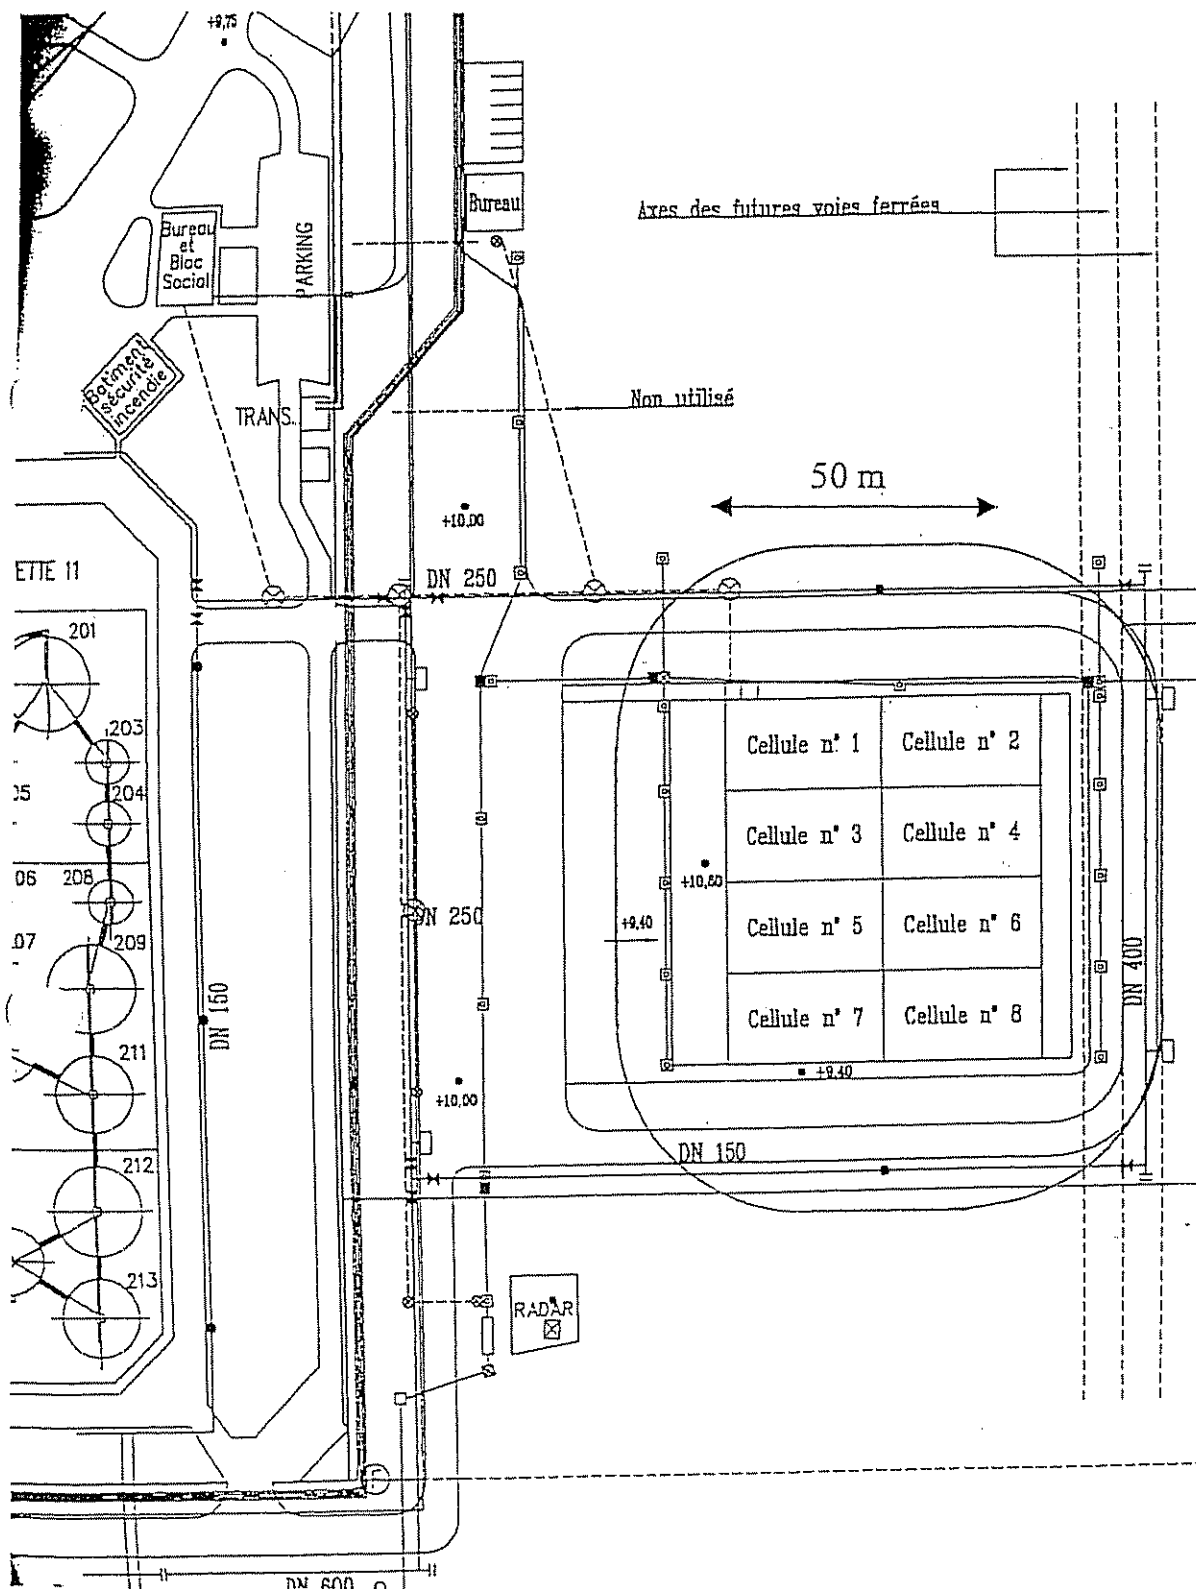 +9,75
Bureau
Axes des futures voies ferrées
Bureau
et
Bloc
Social
PARKING
Batiment
sécurité
incendie
TRANS.
Non utilisé
50 m
+10,00
ETTE 11
DN 250
201
203
204
05
06
208
07
209
211
212
213
DN 150
DN 250
Cellule n° 1
Cellule n° 2
Cellule n° 3
Cellule n° 4
+10,60
+9,40
Cellule n° 5
Cellule n° 6
Cellule n° 7
Cellule n° 8
DN 400
+9,40
+10,00
DN 150
RADAR
DN 600